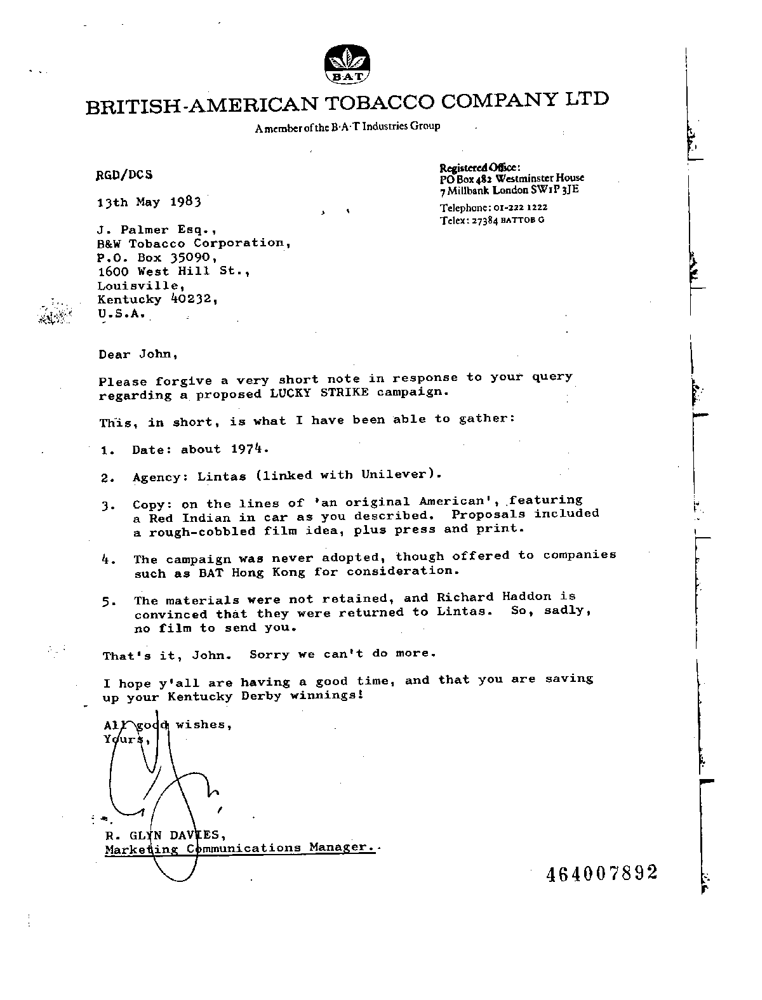 BAT
BRITISH-AMERICAN TOBACCO COMPANY LTD
A member of the B·A·T Industries Group
RGD/DCS
13th May 1983
Registered Office:
PO Box 482 Westminster House
7 Millbank London SW1P 3JE
Telephone: 01-222 1222
Telex: 27384 BATTOB G
J. Palmer Esq.,
B&W Tobacco Corporation,
P.O. Box 35090,
1600 West Hill St.,
Louisville,
Kentucky 40232,
U.S.A.
Dear John,
Please forgive a very short note in response to your query
regarding a proposed LUCKY STRIKE campaign.
This, in short, is what I have been able to gather:
1. Date: about 1974.
2. Agency: Lintas (linked with Unilever).
3. Copy: on the lines of 'an original American', featuring
a Red Indian in car as you described. Proposals included
a rough-cobbled film idea, plus press and print.
4. The campaign was never adopted, though offered to companies
such as BAT Hong Kong for consideration.
5. The materials were not retained, and Richard Haddon is
convinced that they were returned to Lintas. So, sadly,
no film to send you.
That's it, John. Sorry we can't do more.
I hope y'all are having a good time, and that you are saving
up your Kentucky Derby winnings!
All good wishes,
Yours,
R. GLYN DAVIES,
Marketing Communications Manager.
464007892